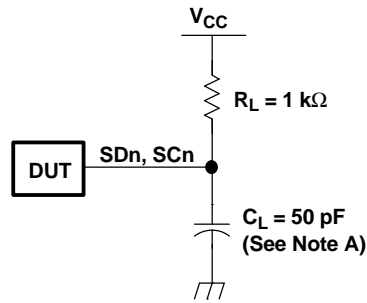 VCC
RL = 1 kΩ
SDn, SCn
DUT
CL = 50 pF
(See Note A)